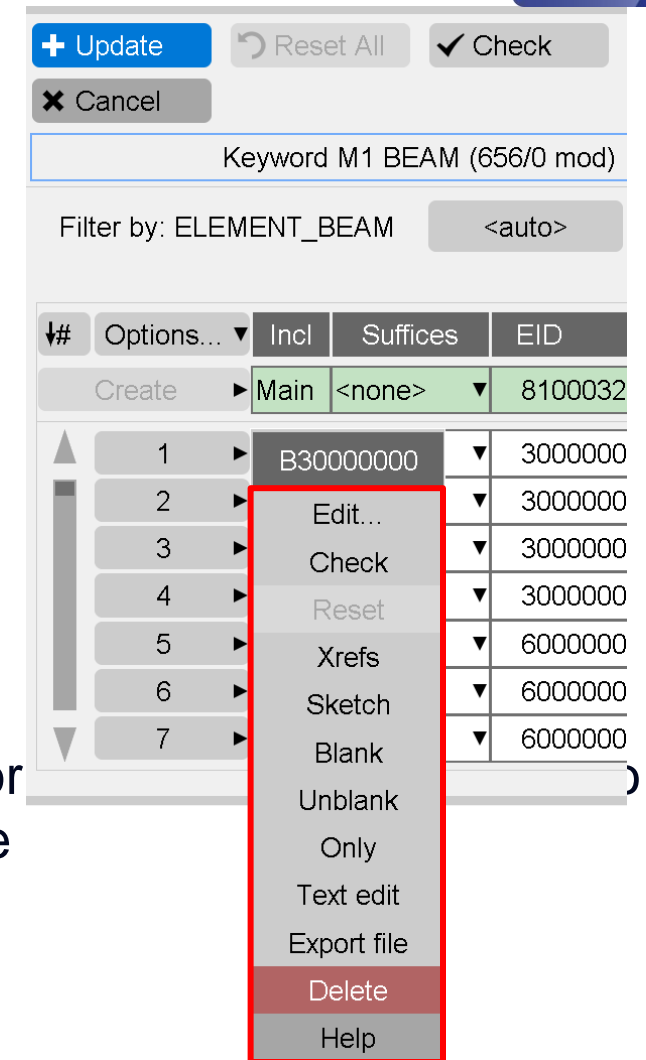 + Update Reset All ✔ Check
✖ Cancel
Keyword M1 BEAM (656/0 mod)
Filter by: ELEMENT_BEAM <auto>
# Options... Incl Suffices EID
Create Main <none> 8100032
1 B30000000 3000000
2 Edit... 3000000
3 Check 3000000
4 Reset 3000000
5 Xrefs 6000000
6 Sketch 6000000
7 Blank 6000000
Unblank
Only
Text edit
Export file
Delete
Help